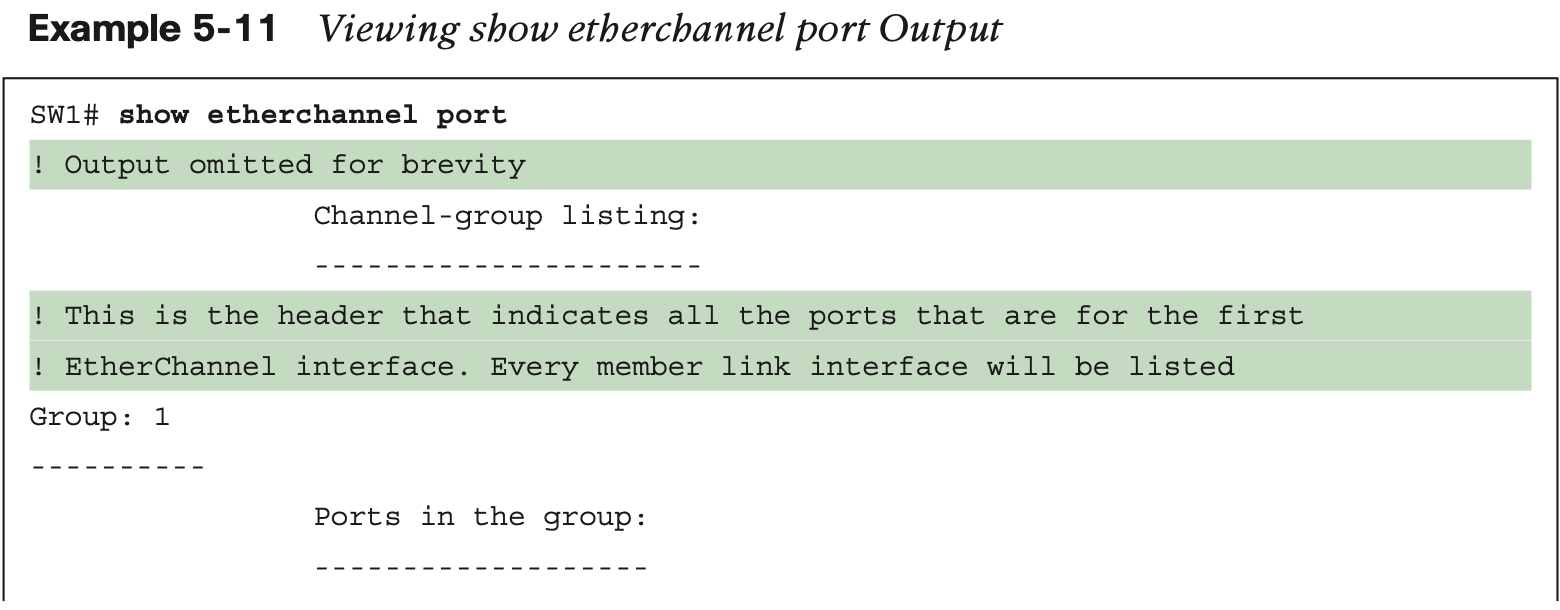 Example 5-11 Viewing show etherchannel port Output
SW1# show etherchannel port
! Output omitted for brevity
Channel-group listing:
----------------------
! This is the header that indicates all the ports that are for the first
! EtherChannel interface. Every member link interface will be listed
Group: 1
----------
Ports in the group:
-------------------